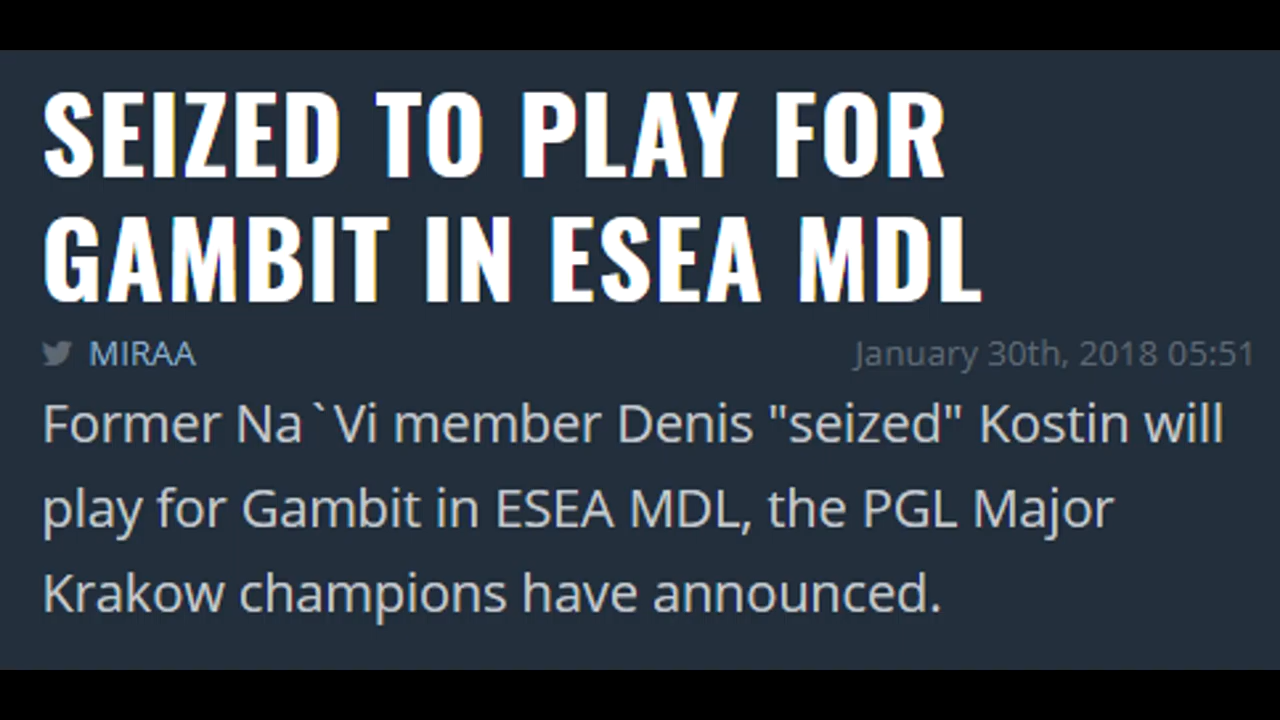 SEIZED TO PLAY FOR
GAMBIT IN ESEA MDL
MIRAA January 30th, 2018 05:51
Former Na`Vi member Denis "seized" Kostin will
play for Gambit in ESEA MDL, the PGL Major
Krakow champions have announced.